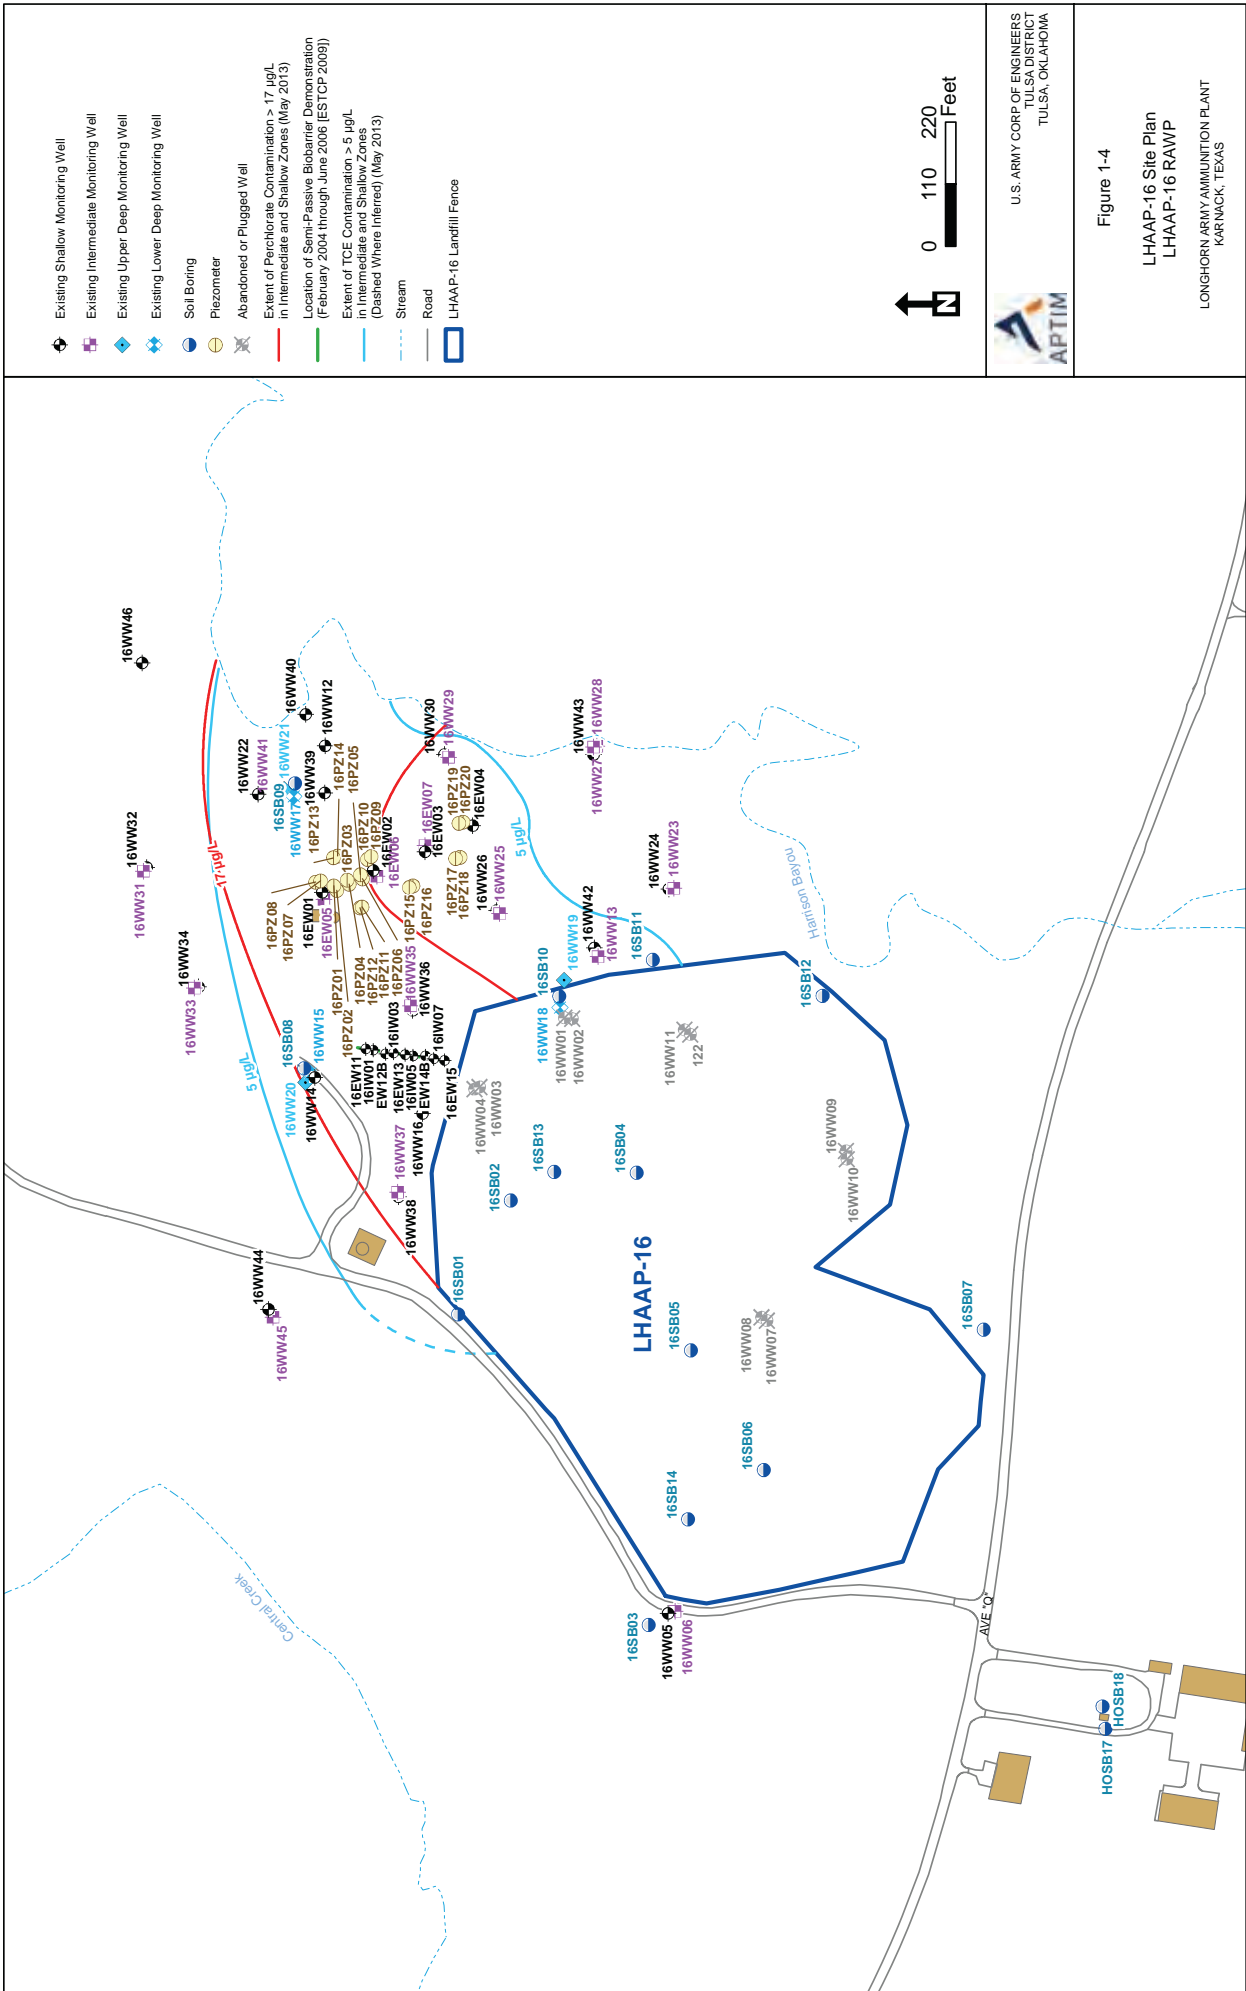 Existing Shallow Monitoring Well
Existing Intermediate Monitoring Well
Existing Upper Deep Monitoring Well
Existing Lower Deep Monitoring Well
Soil Boring
Piezometer
Abandoned or Plugged Well
Extent of Perchlorate Contamination > 17 µg/L
in Intermediate and Shallow Zones (May 2013)
Location of Semi-Passive Biobarrier Demonstration
(February 2004 through June 2006 [ESTCP 2009])
Extent of TCE Contamination > 5 µg/L
in Intermediate and Shallow Zones
(Dashed Where Inferred) (May 2013)
Stream
Road
LHAAP-16 Landfill Fence
N
0 110 220
Feet
APTIM
U.S. ARMY CORP OF ENGINEERS
TULSA DISTRICT
TULSA, OKLAHOMA
Figure 1-4
LHAAP-16 Site Plan
LHAAP-16 RAWP
LONGHORN ARMY AMMUNITION PLANT
KARNACK, TEXAS
16WW46
16WW32
16WW31
16WW34
16WW33
16WW22
16WW41
16WW40
16WW12
16WW21
16SB09
16WW17
16WW39
16PZ13
16PZ14
16PZ05
16PZ03
16PZ10
16PZ09
16EW02
16EW06
16PZ08
16PZ07
16EW01
16EW05
16PZ01
16PZ02
16PZ04
16PZ12
16PZ11
16PZ06
16WW35
16WW36
16PZ15
16PZ16
16EW07
16EW03
16PZ19
16PZ20
16EW04
16PZ17
16PZ18
16WW26
16WW25
16WW30
16WW29
16WW43
16WW28
16WW27
16WW24
16WW23
16WW42
16WW13
16WW19
16SB10
16SB11
16SB12
16WW18
16WW01
16WW02
16WW11
122
16WW04
16WW03
16WW09
16WW10
16WW08
16WW07
16SB08
16WW15
16WW20
16WW14
16EW11
16IW01
EW12B
16IW03
16EW13
16IW05
EW14B
16IW07
16EW15
16WW16
16WW37
16WW38
16WW44
16WW45
16SB01
16SB02
16SB13
16SB04
16SB05
16SB06
16SB14
16SB07
16SB03
16WW05
16WW06
HOSB17
HOSB18
LHAAP-16
17 µg/L
5 µg/L
5 µg/L
Harrison Bayou
Central Creek
AVE "Q"